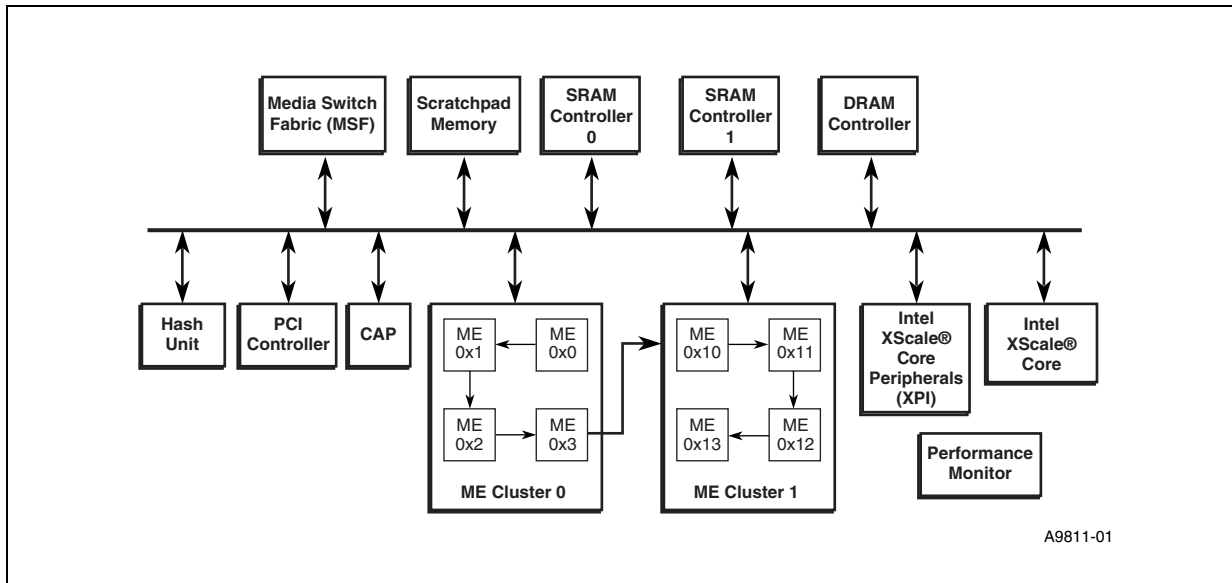 Media Switch
Fabric (MSF)
Scratchpad
Memory
SRAM
Controller
0
SRAM
Controller
1
DRAM
Controller
Hash
Unit
PCI
Controller
CAP
ME
0x1
ME
0x0
ME
0x2
ME
0x3
ME Cluster 0
ME
0x10
ME
0x11
ME
0x13
ME
0x12
ME Cluster 1
Intel
XScale®
Core
Peripherals
(XPI)
Intel
XScale®
Core
Performance
Monitor
A9811-01